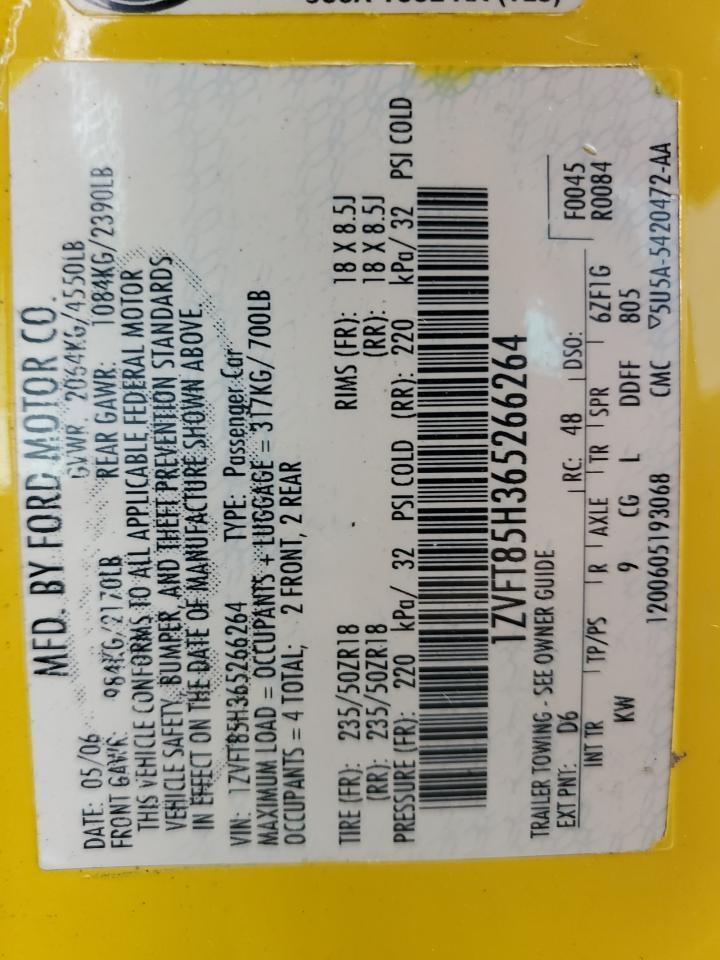 MFD. BY FORD MOTOR CO.
DATE: 05/06 GVWR: 2064KG/4550LB
FRONT GAWR: 984KG/2170LB REAR GAWR: 1084KG/2390LB
THIS VEHICLE CONFORMS TO ALL APPLICABLE FEDERAL MOTOR
VEHICLE SAFETY, BUMPER, AND THEFT PREVENTION STANDARDS
IN EFFECT ON THE DATE OF MANUFACTURE SHOWN ABOVE.
VIN: 1ZVFT85H365266264 TYPE: Passenger Car
MAXIMUM LOAD = OCCUPANTS + LUGGAGE = 317KG/ 700LB
OCCUPANTS = 4 TOTAL; 2 FRONT, 2 REAR
TIRE (FR): 235/50ZR18 RIMS (FR): 18 X 8.5J
(RR): 235/50ZR18 (RR): 18 X 8.5J
PRESSURE (FR): 220 kPa/ 32 PSI COLD (RR): 220 kPa/ 32 PSI COLD
1ZVFT85H365266264
TRAILER TOWING - SEE OWNER GUIDE
EXT PNT: D6 RC: 48 DSO: F0045
INT TR TP/PS R AXLE TR SPR 6ZF1G R0084
KW 9 CG L DDFF 805
1200605193068 CMC ▽5U5A-5420472-AA